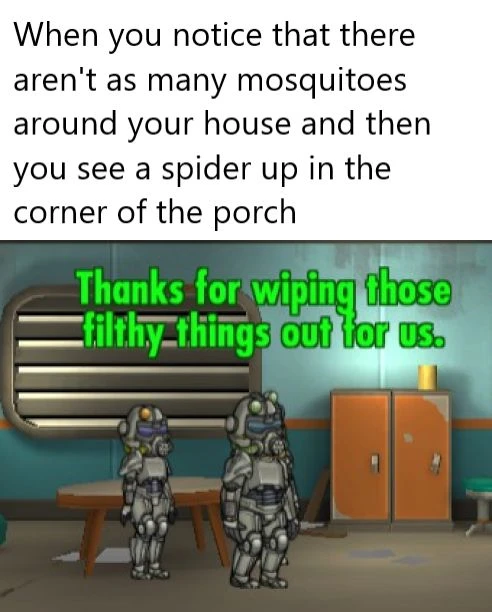 When you notice that there
aren't as many mosquitoes
around your house and then
you see a spider up in the
corner of the porch
Thanks for wiping those
filthy things out for us.